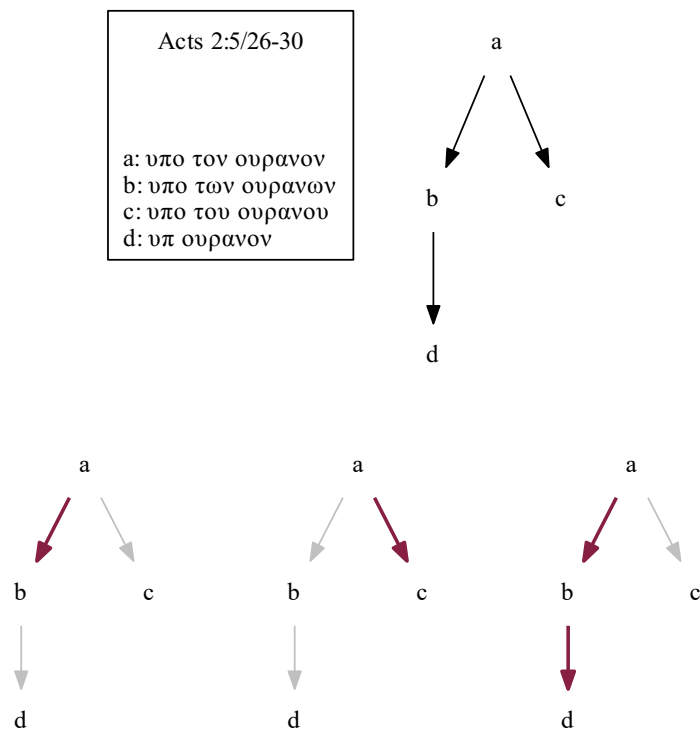 Acts 2:5/26-30
a: υπο τον ουρανον
b: υπο των ουρανων
c: υπο του ουρανου
d: υπ ουρανον
a
b c
d
a a a
b c b c b c
d d d